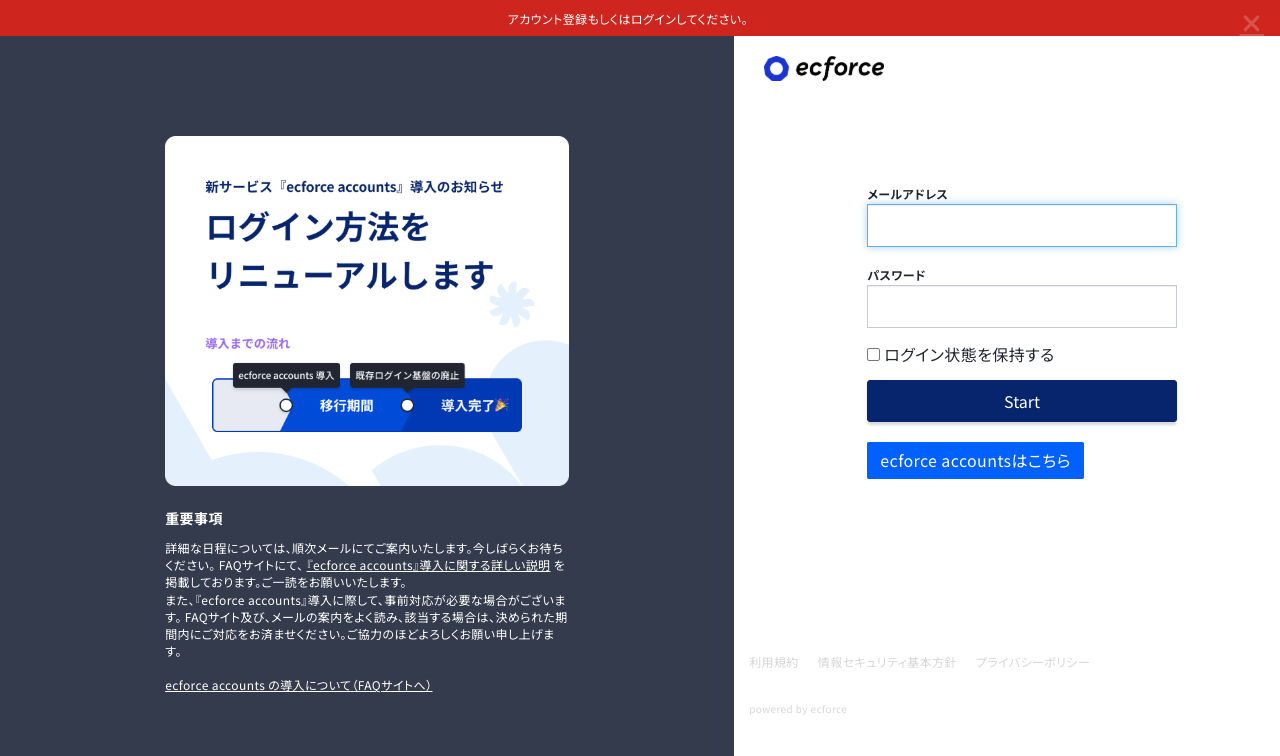 アカウント登録もしくはログインしてください。
ecforce
新サービス『ecforce accounts』導入のお知らせ
ログイン方法を
リニューアルします
導入までの流れ
ecforce accounts 導入
既存ログイン基盤の廃止
移行期間
導入完了🎉
重要事項
詳細な日程については、順次メールにてご案内いたします。今しばらくお待ち
ください。 FAQサイトにて、『ecforce accounts』導入に関する詳しい説明 を
掲載しております。ご一読をお願いいたします。
また、『ecforce accounts』導入に際して、事前対応が必要な場合がございま
す。 FAQサイト及び、メールの案内をよく読み、該当する場合は、決められた期
間内にご対応をお済ませください。ご協力のほどよろしくお願い申し上げま
す。
ecforce accounts の導入について（FAQサイトへ）
メールアドレス
パスワード
ログイン状態を保持する
Start
ecforce accountsはこちら
利用規約 情報セキュリティ基本方針 プライバシーポリシー
powered by ecforce